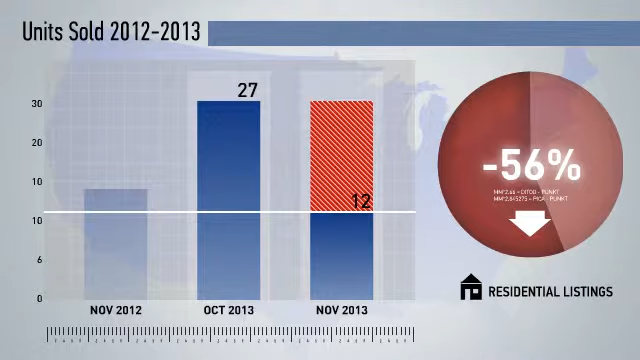 Units Sold 2012-2013
27
30
20
10
12
10
6
0
NOV 2012
OCT 2013
NOV 2013
-56%
RESIDENTIAL LISTINGS